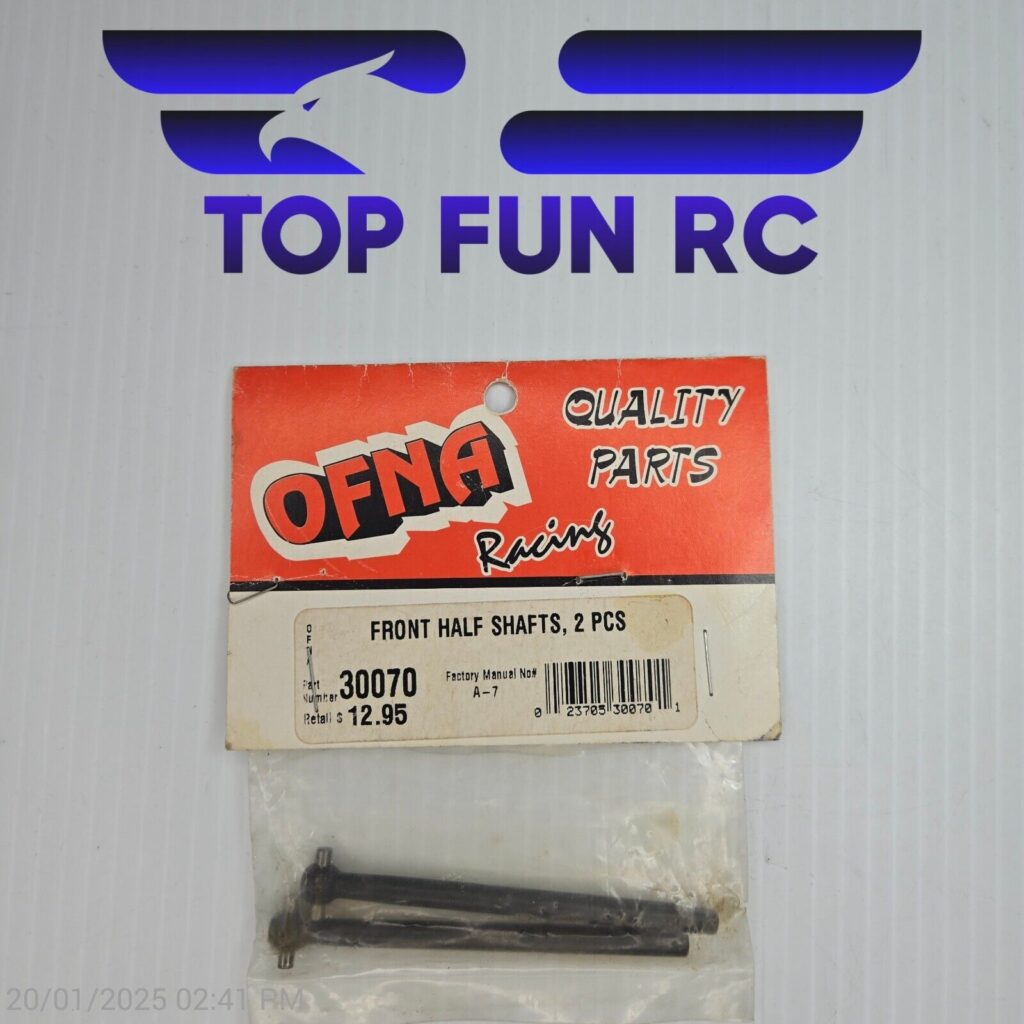 TOP FUN RC
OFNA
Racing
QUALITY
PARTS
OFNA
FRONT HALF SHAFTS, 2 PCS
Part
Number 30070
Retail $ 12.95
Factory Manual No#
A-7
0 23705 30070 1
20/01/2025 02:41 PM